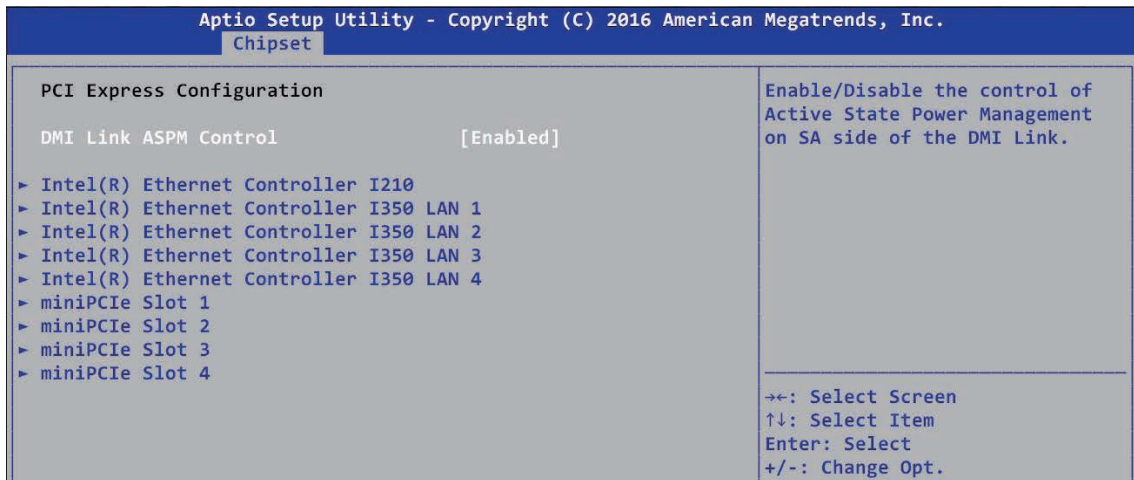 Aptio Setup Utility - Copyright (C) 2016 American Megatrends, Inc.
Chipset
PCI Express Configuration
DMI Link ASPM Control [Enabled]
► Intel(R) Ethernet Controller I210
► Intel(R) Ethernet Controller I350 LAN 1
► Intel(R) Ethernet Controller I350 LAN 2
► Intel(R) Ethernet Controller I350 LAN 3
► Intel(R) Ethernet Controller I350 LAN 4
► miniPCIe Slot 1
► miniPCIe Slot 2
► miniPCIe Slot 3
► miniPCIe Slot 4
Enable/Disable the control of
Active State Power Management
on SA side of the DMI Link.
→←: Select Screen
↑↓: Select Item
Enter: Select
+/-: Change Opt.